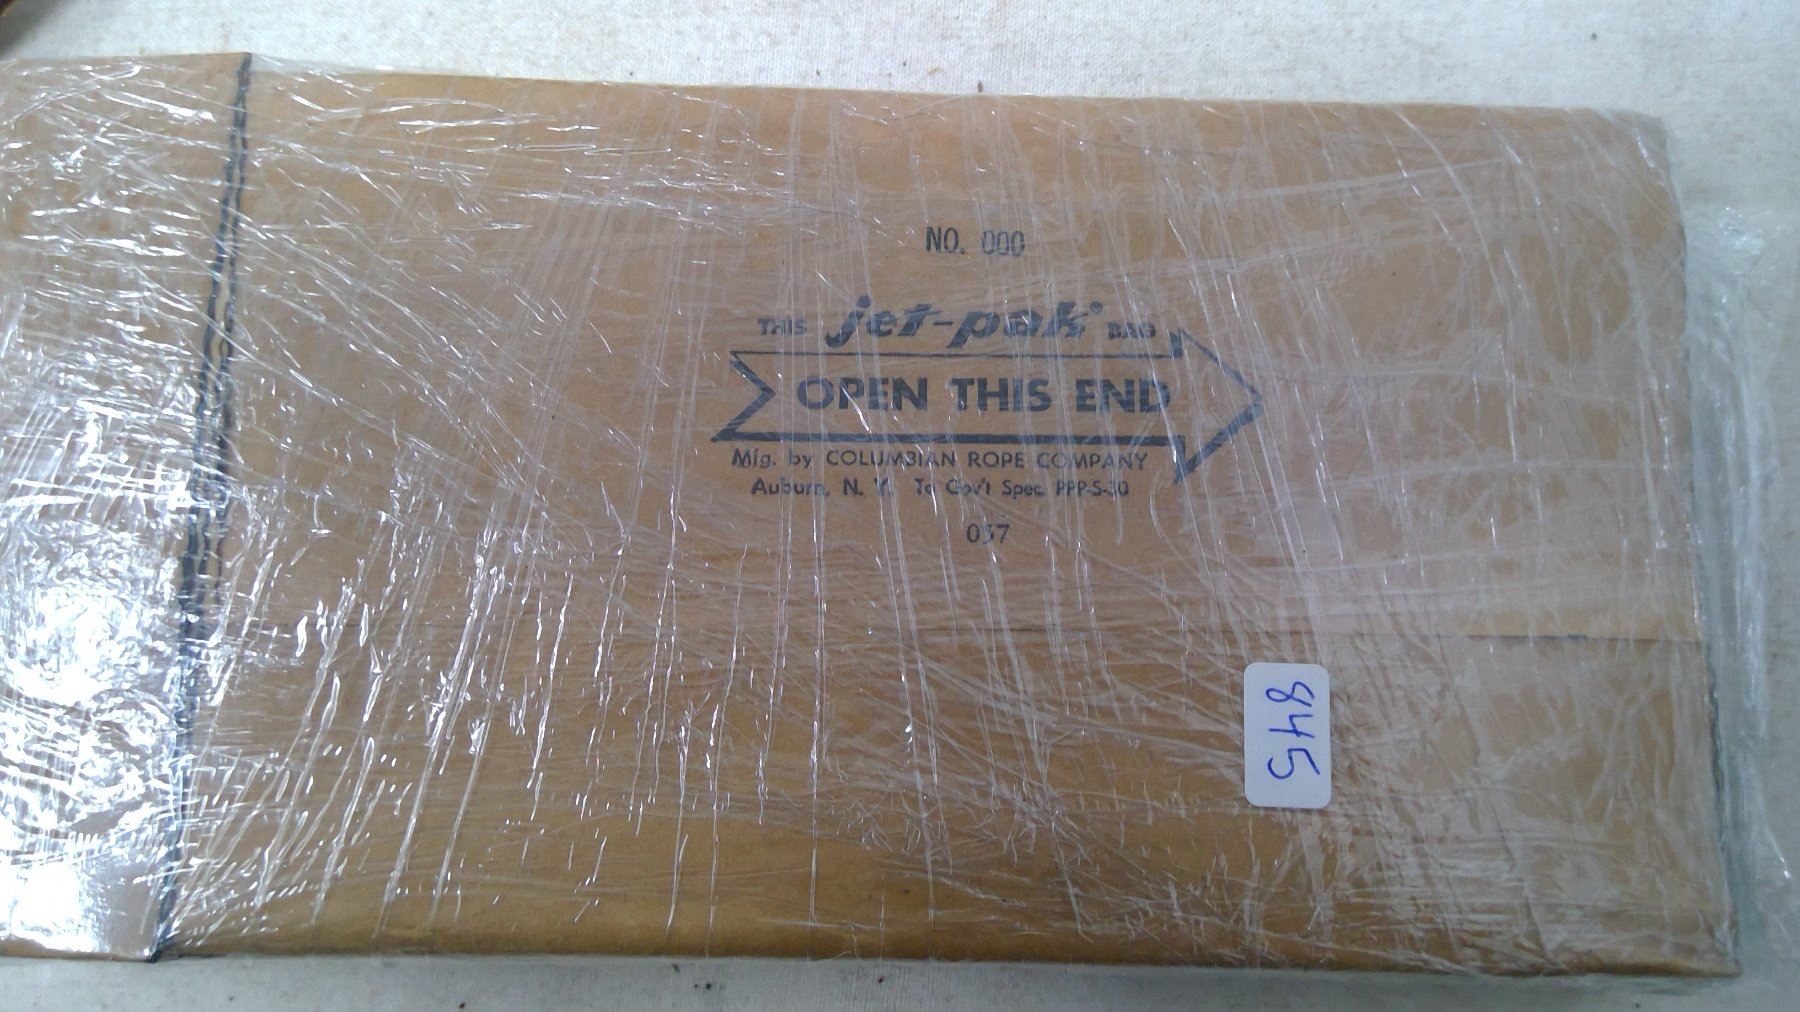 NO. 000
THIS jet-pak® BAG
OPEN THIS END
Mfg. by COLUMBIAN ROPE COMPANY
Auburn, N. Y. To Gov't Spec. PPP-S-30
057
845